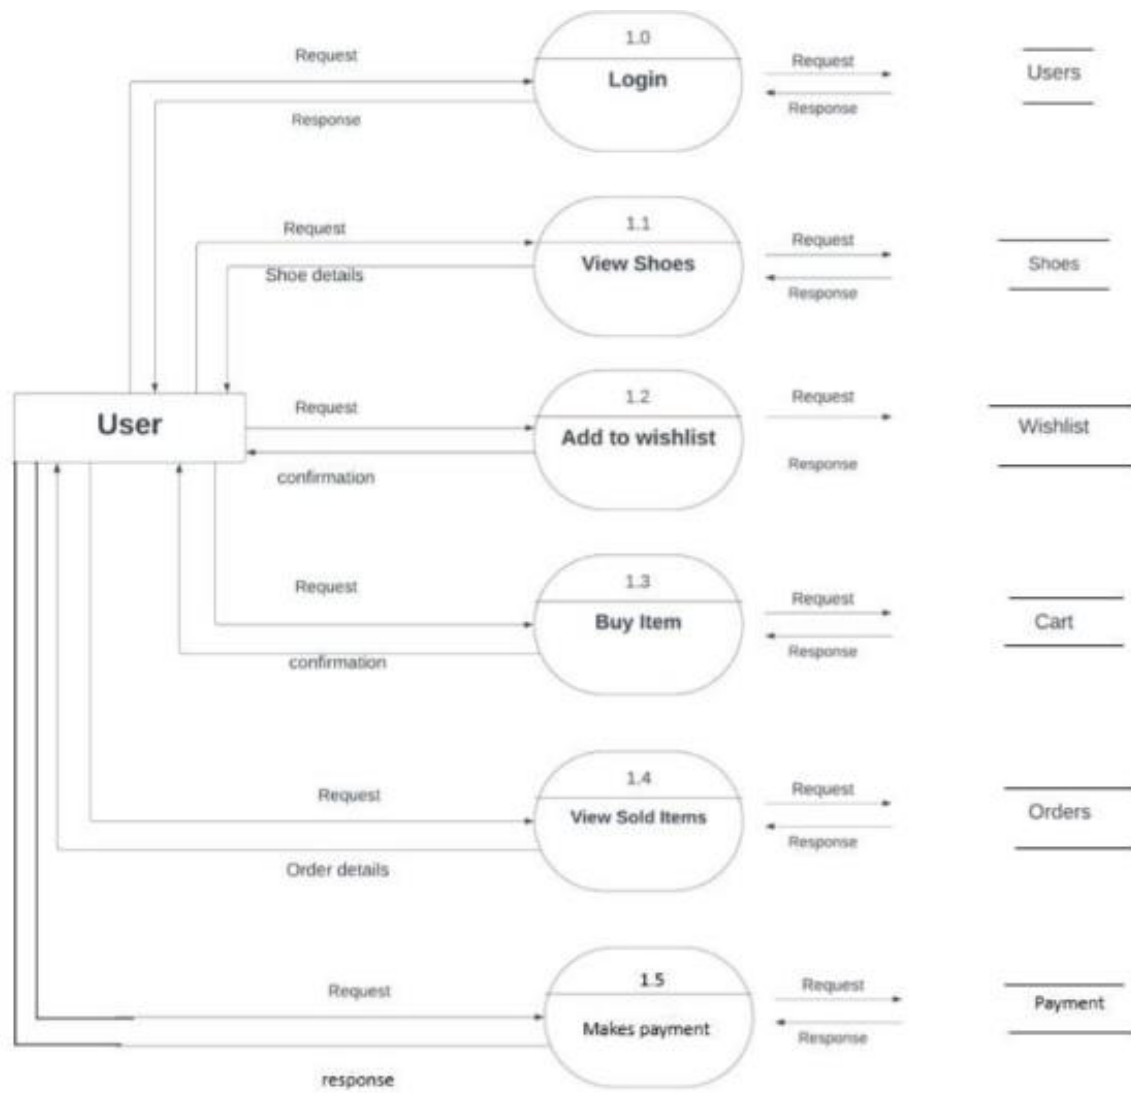 1.0
Request
Login
Request
Users
Response
Response
1.1
Request
View Shoes
Request
Shoes
Shoe details
Response
1.2
Request
Add to wishlist
Request
Wishlist
User
confirmation
Response
1.3
Request
Buy Item
Request
Cart
confirmation
Response
1.4
Request
View Sold Items
Request
Orders
Order details
Response
1.5
Request
Makes payment
Request
Payment
response
Response